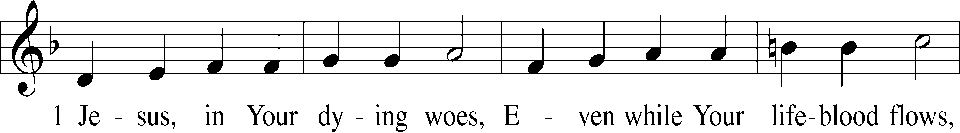 1 Je - sus, in Your dy - ing woes, E - ven while Your life-blood flows,